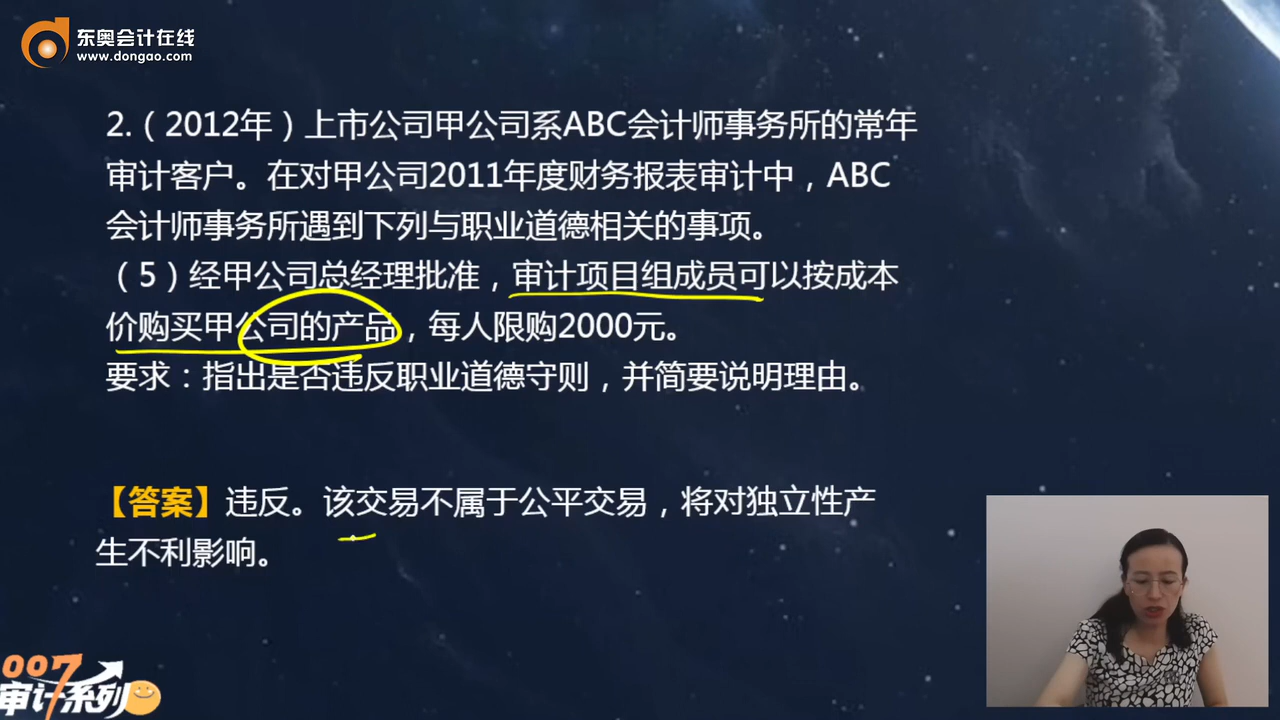 东奥会计在线
www.dongao.com
2.（2012年）上市公司甲公司系ABC会计师事务所的常年
审计客户。在对甲公司2011年度财务报表审计中，ABC
会计师事务所遇到下列与职业道德相关的事项。
（5）经甲公司总经理批准，审计项目组成员可以按成本
价购买甲公司的产品，每人限购2000元。
要求：指出是否违反职业道德守则，并简要说明理由。
【答案】违反。该交易不属于公平交易，将对独立性产
生不利影响。
007
审计系列